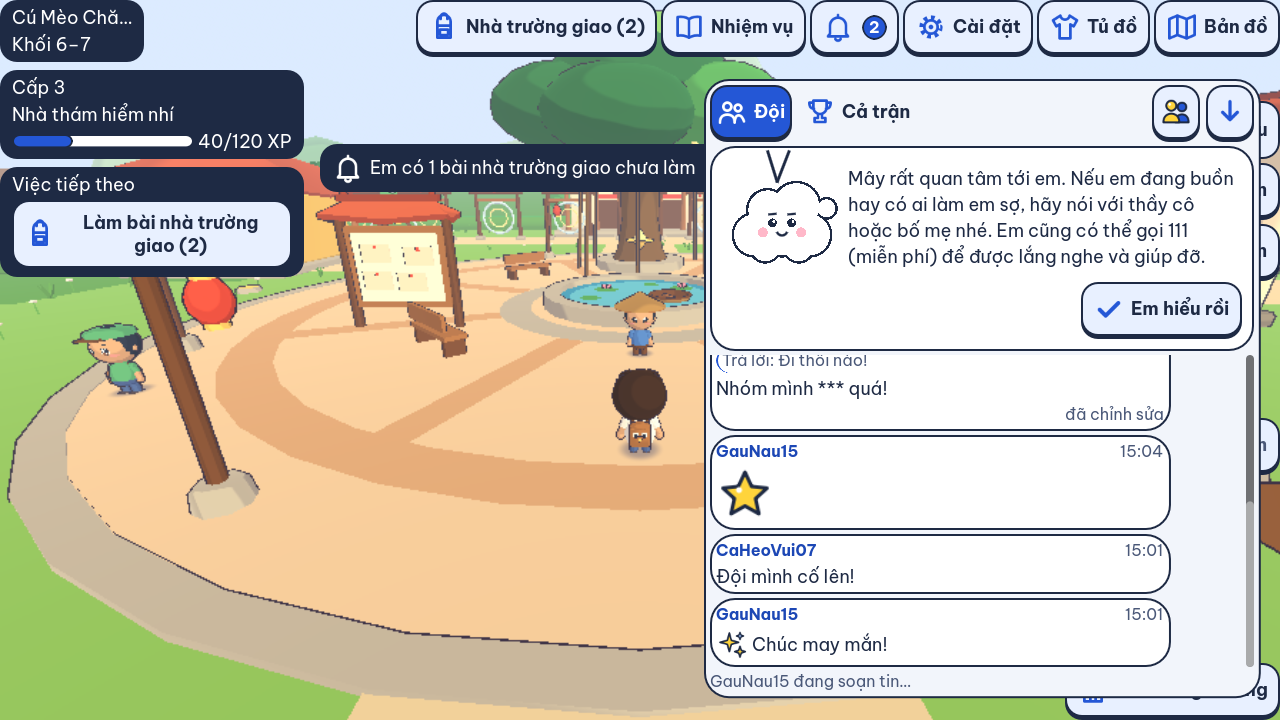 Cú Mèo Chă...
Khối 6–7
Nhà trường giao (2)
Nhiệm vụ
2
Cài đặt
Tủ đồ
Bản đồ
Cấp 3
Nhà thám hiểm nhí
40/120 XP
Việc tiếp theo
Làm bài nhà trường
giao (2)
Em có 1 bài nhà trường giao chưa làm
Đội
Cả trận
Mây rất quan tâm tới em. Nếu em đang buồn
hay có ai làm em sợ, hãy nói với thầy cô
hoặc bố mẹ nhé. Em cũng có thể gọi 111
(miễn phí) để được lắng nghe và giúp đỡ.
Em hiểu rồi
(Trả lời: Đi thôi nào!
Nhóm mình *** quá!
đã chỉnh sửa
GauNau15 15:04
CaHeoVui07 15:01
Đội mình cố lên!
GauNau15 15:01
Chúc may mắn!
GauNau15 đang soạn tin...